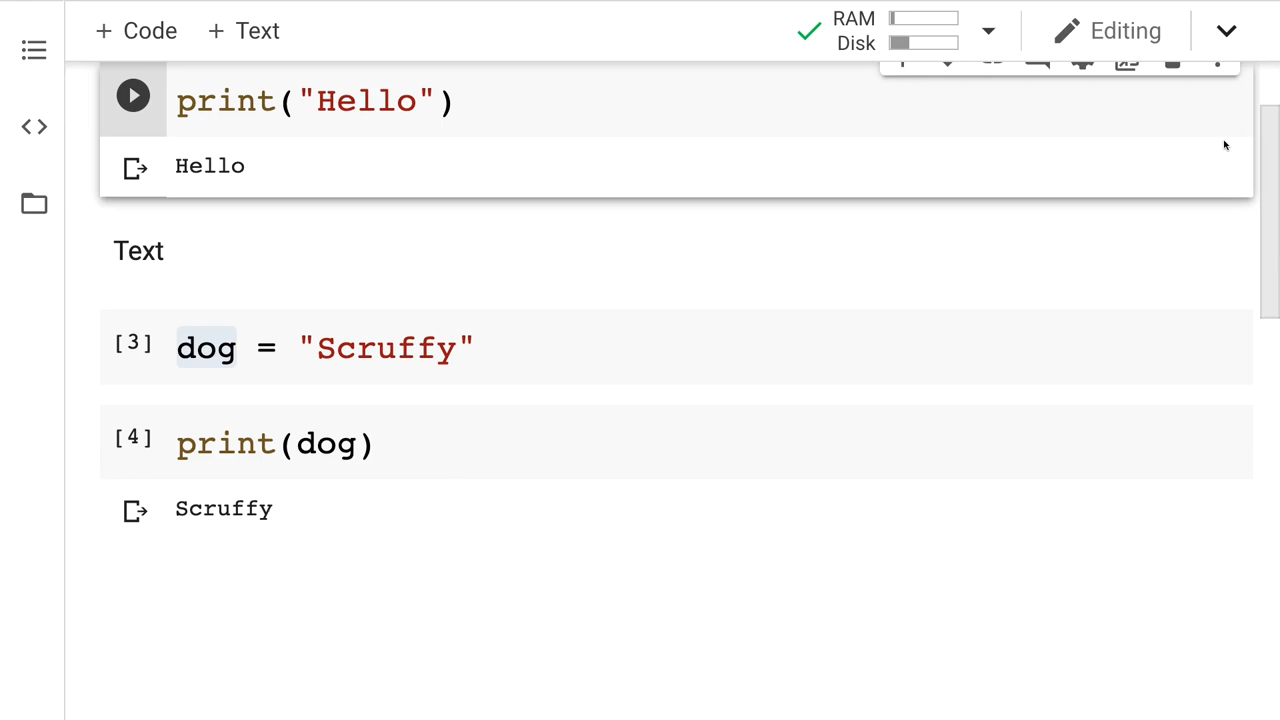 + Code + Text
RAM
Disk
Editing
print("Hello")
Hello
Text
[3] dog = "Scruffy"
[4] print(dog)
Scruffy